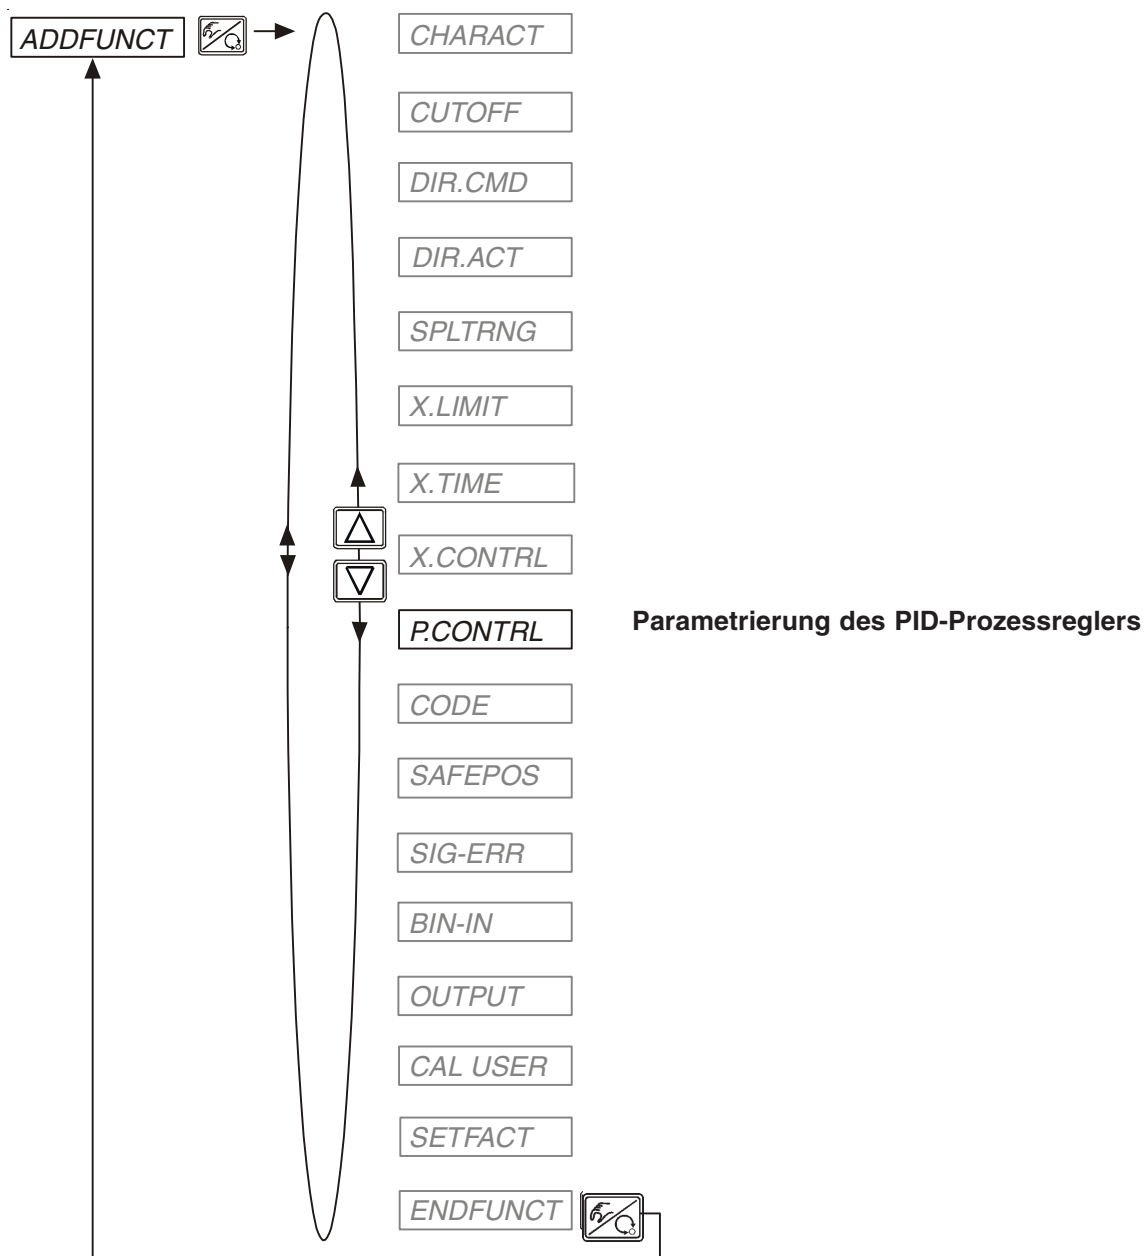 ADDFUNCT
CHARACT
CUTOFF
DIR.CMD
DIR.ACT
SPLTRNG
X.LIMIT
X.TIME
X.CONTRL
P.CONTRL
Parametrierung des PID-Prozessreglers
CODE
SAFEPOS
SIG-ERR
BIN-IN
OUTPUT
CAL USER
SETFACT
ENDFUNCT